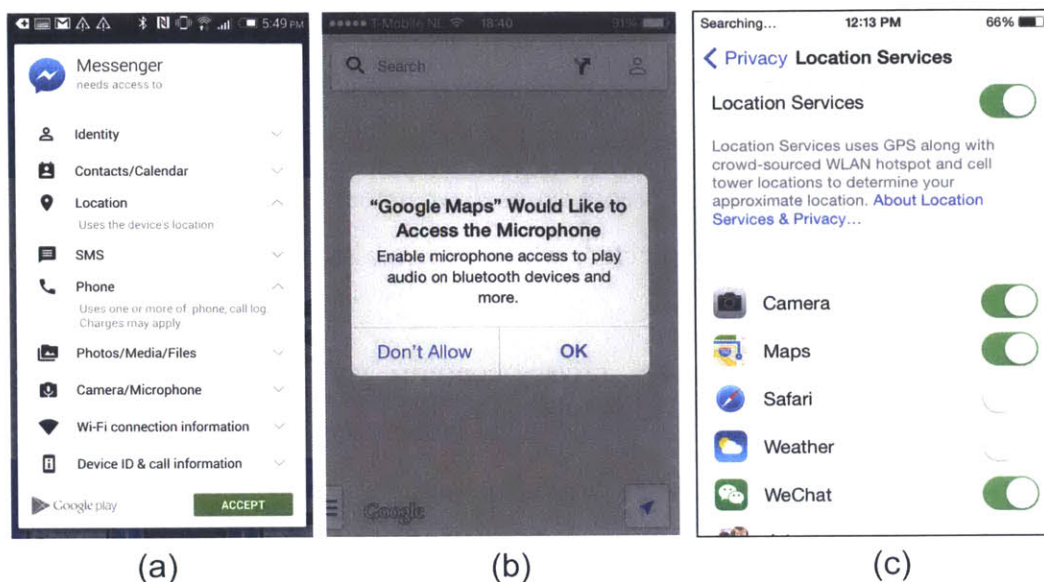 5:49 PM
Messenger
needs access to
Identity
Contacts/Calendar
Location
Uses the device's location
SMS
Phone
Uses one or more of: phone, call log.
Charges may apply
Photos/Media/Files
Camera/Microphone
Wi-Fi connection information
Device ID & call information
Google play
ACCEPT
(a)
T-Mobile NL 18:40 91%
Search
“Google Maps” Would Like to
Access the Microphone
Enable microphone access to play
audio on bluetooth devices and
more.
Don't Allow
OK
Google
(b)
Searching... 12:13 PM 66%
Privacy Location Services
Location Services
Location Services uses GPS along with
crowd-sourced WLAN hotspot and cell
tower locations to determine your
approximate location. About Location
Services & Privacy...
Camera
Maps
Safari
Weather
WeChat
(c)